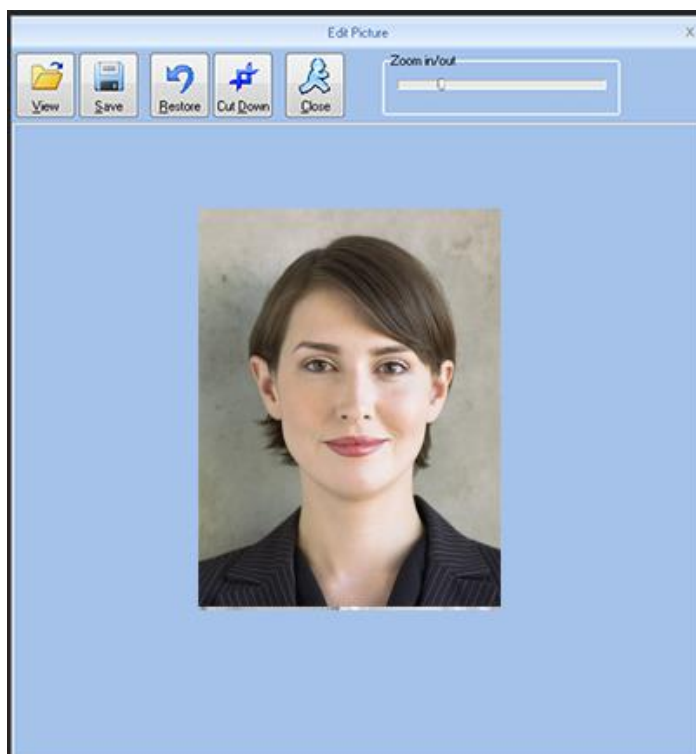 Edit Picture
X
Zoom in/out
View
Save
Restore
Cut Down
Close